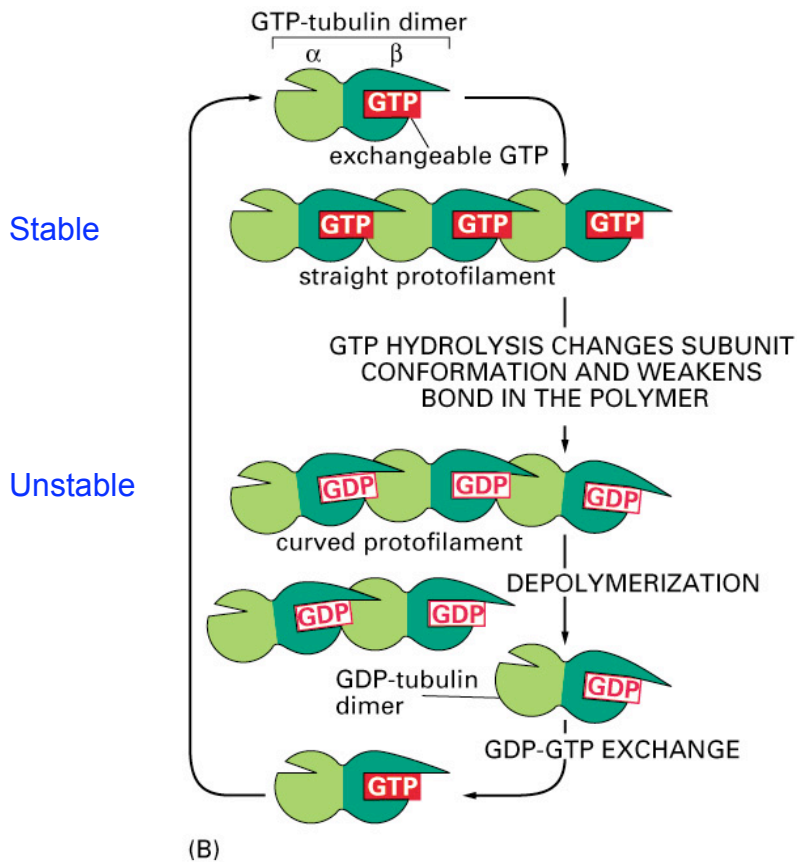 GTP-tubulin dimer
α β
GTP
exchangeable GTP
Stable
GTP GTP GTP
straight protofilament
GTP HYDROLYSIS CHANGES SUBUNIT
CONFORMATION AND WEAKENS
BOND IN THE POLYMER
Unstable
GDP GDP GDP
curved protofilament
DEPOLYMERIZATION
GDP GDP
GDP-tubulin
dimer
GDP
GDP-GTP EXCHANGE
GTP
(B)